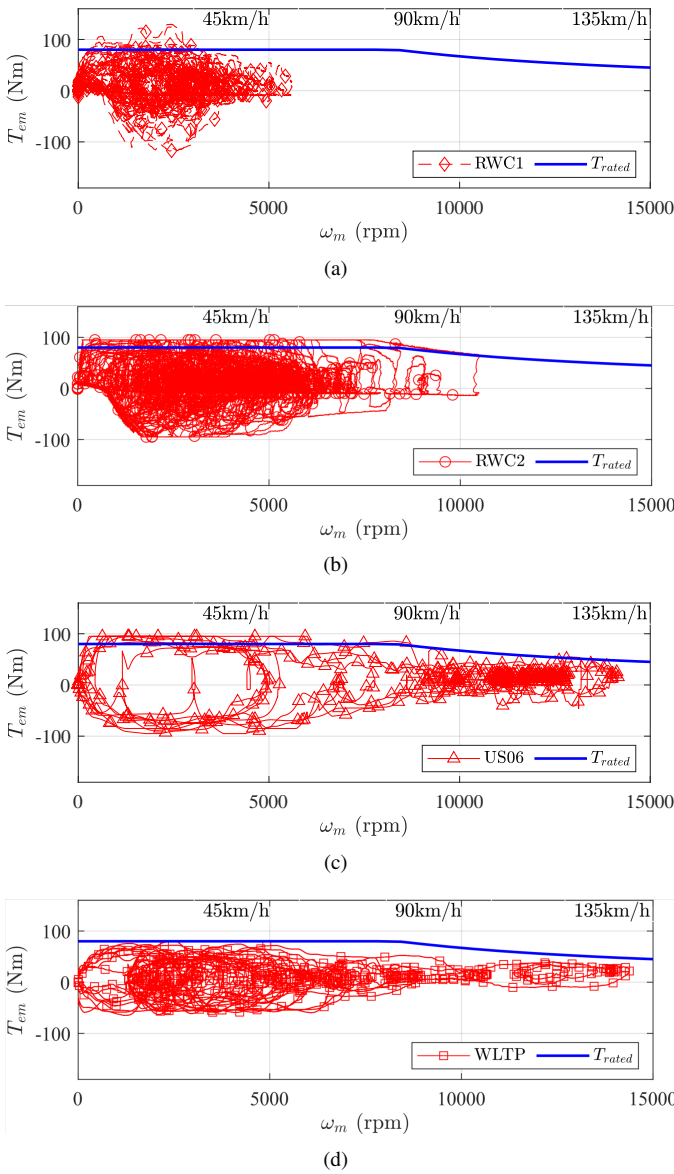 45km/h 90km/h 135km/h
100
0
-100
T_em (Nm)
RWC1 T_rated
0 5000 10000 15000
ω_m (rpm)
(a)
45km/h 90km/h 135km/h
100
0
-100
T_em (Nm)
RWC2 T_rated
0 5000 10000 15000
ω_m (rpm)
(b)
45km/h 90km/h 135km/h
100
0
-100
T_em (Nm)
US06 T_rated
0 5000 10000 15000
ω_m (rpm)
(c)
45km/h 90km/h 135km/h
100
0
-100
T_em (Nm)
WLTP T_rated
0 5000 10000 15000
ω_m (rpm)
(d)